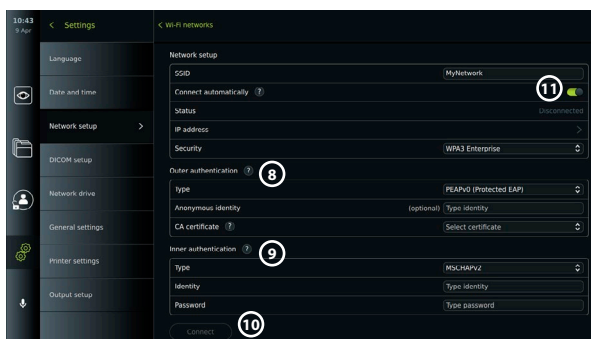 10:43
9 Apr
< Settings
< Wi-Fi networks
Language
Date and time
Network setup >
DICOM setup
Network drive
General settings
Printer settings
Output setup
Network setup
SSID MyNetwork
Connect automatically ? 11
Status Disconnected
IP address >
Security WPA3 Enterprise
Outer authentication ? 8
Type PEAPv0 (Protected EAP)
Anonymous identity (optional) Type identity
CA certificate ? Select certificate
Inner authentication ? 9
Type MSCHAPv2
Identity Type identity
Password Type password
Connect 10